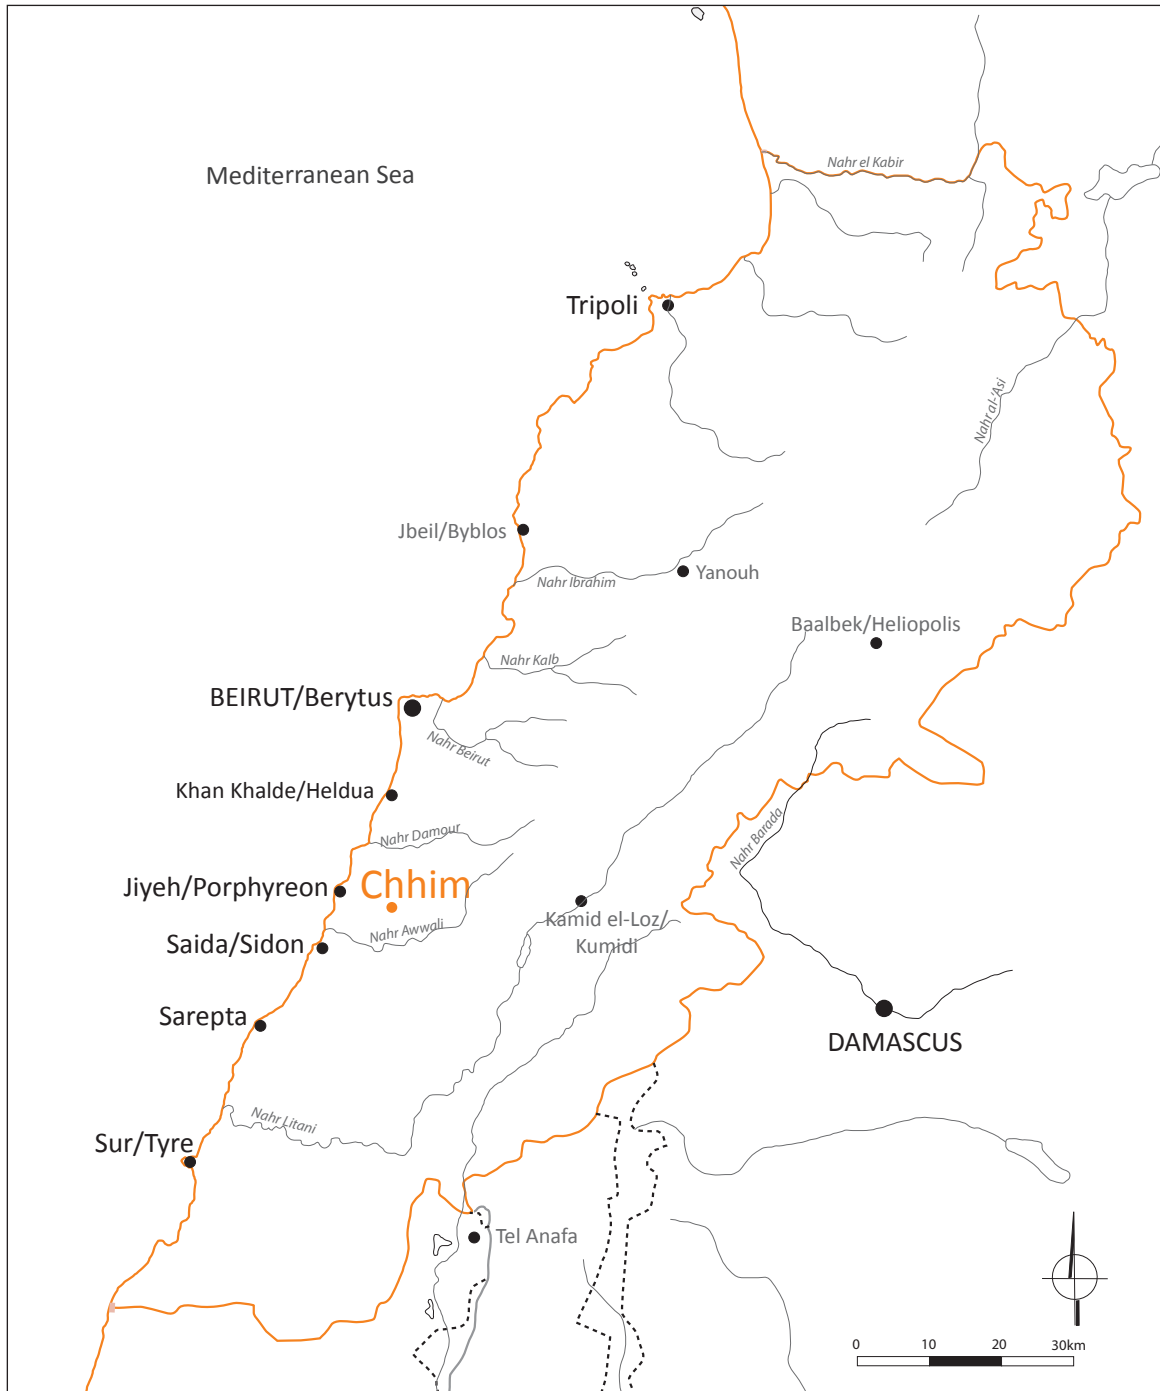 Nahr el Kabir
Mediterranean Sea
Tripoli
Nahr al-'Asi
Jbeil/Byblos
Yanouh
Nahr Ibrahim
Baalbek/Heliopolis
Nahr Kalb
BEIRUT/Berytus
Nahr Beirut
Khan Khalde/Heldua
Nahr Damour
Nahr Barada
Jiyeh/Porphyreon
Chhim
Kamid el-Loz/
Kumidi
Nahr Awwali
Saida/Sidon
Sarepta
DAMASCUS
Nahr Litani
Sur/Tyre
Tel Anafa
0 10 20 30km